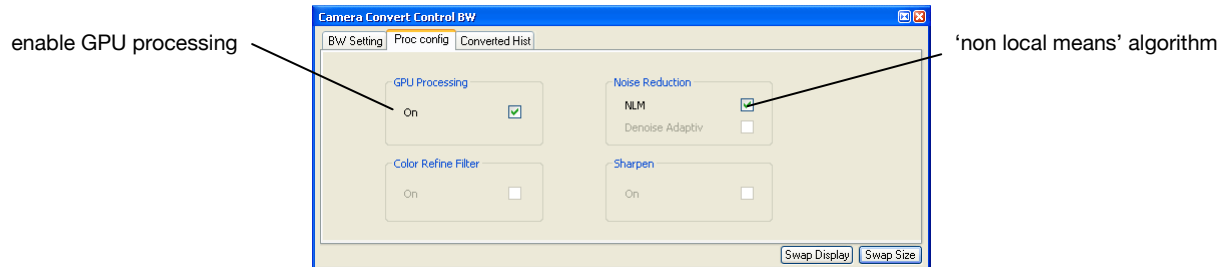 Camera Convert Control BW
BW Setting Proc config Converted Hist
enable GPU processing
'non local means' algorithm
GPU Processing
On
Noise Reduction
NLM
Denoise Adaptiv
Color Refine Filter
On
Sharpen
On
Swap Display Swap Size